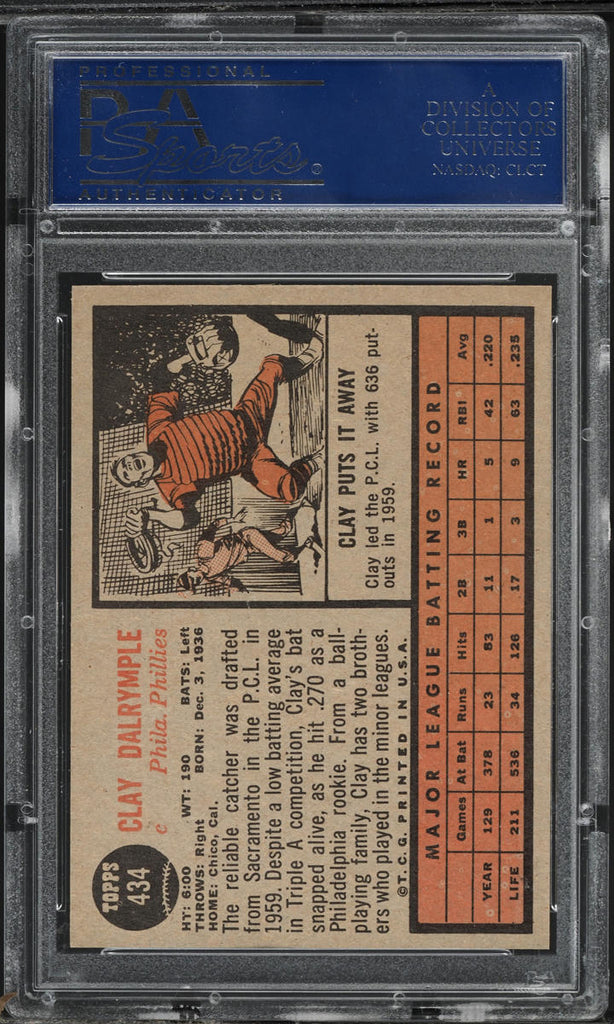 PROFESSIONAL
PSA
Sports ®
AUTHENTICATOR
A
DIVISION OF
COLLECTORS
UNIVERSE
NASDAQ: CLCT
TOPPS
434
CLAY DALRYMPLE
c Phila. Phillies
HT: 6:00 WT: 190 BATS: Left
THROWS: Right BORN: Dec. 3, 1936
HOME: Chico, Cal.
The reliable catcher was drafted
from Sacramento in the P.C.L. in
1959. Despite a low batting average
in Triple A competition, Clay's bat
snapped alive, as he hit .270 as a
Philadelphia rookie. From a ball-
playing family, Clay has two broth-
ers who played in the minor leagues.
©T.C.G. PRINTED IN U.S.A.
CLAY PUTS IT AWAY
Clay led the P.C.L. with 636 put-
outs in 1959.
MAJOR LEAGUE BATTING RECORD
Games At Bat Runs Hits 2B 3B HR RBI Avg
YEAR 129 378 23 83 11 1 5 42 .220
LIFE 211 536 34 126 17 3 9 63 .235